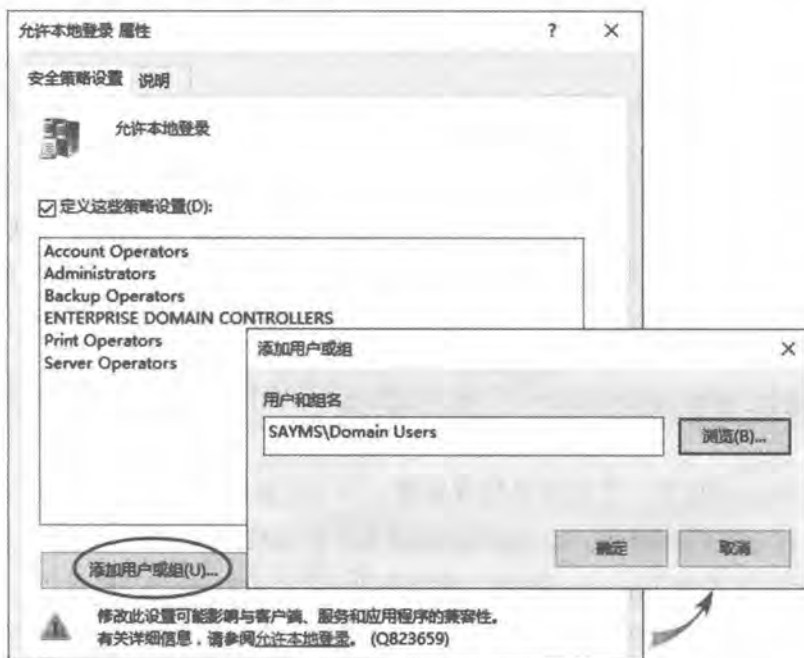 允许本地登录 属性
? ×
安全策略设置 说明
允许本地登录
定义这些策略设置(D):
Account Operators
Administrators
Backup Operators
ENTERPRISE DOMAIN CONTROLLERS
Print Operators
Server Operators
添加用户或组(U)...
修改此设置可能影响与客户端、服务和应用程序的兼容性。
有关详细信息，请参阅允许本地登录。 (Q823659)
添加用户或组
×
用户和组名
SAYMS\Domain Users
浏览(B)...
确定
取消